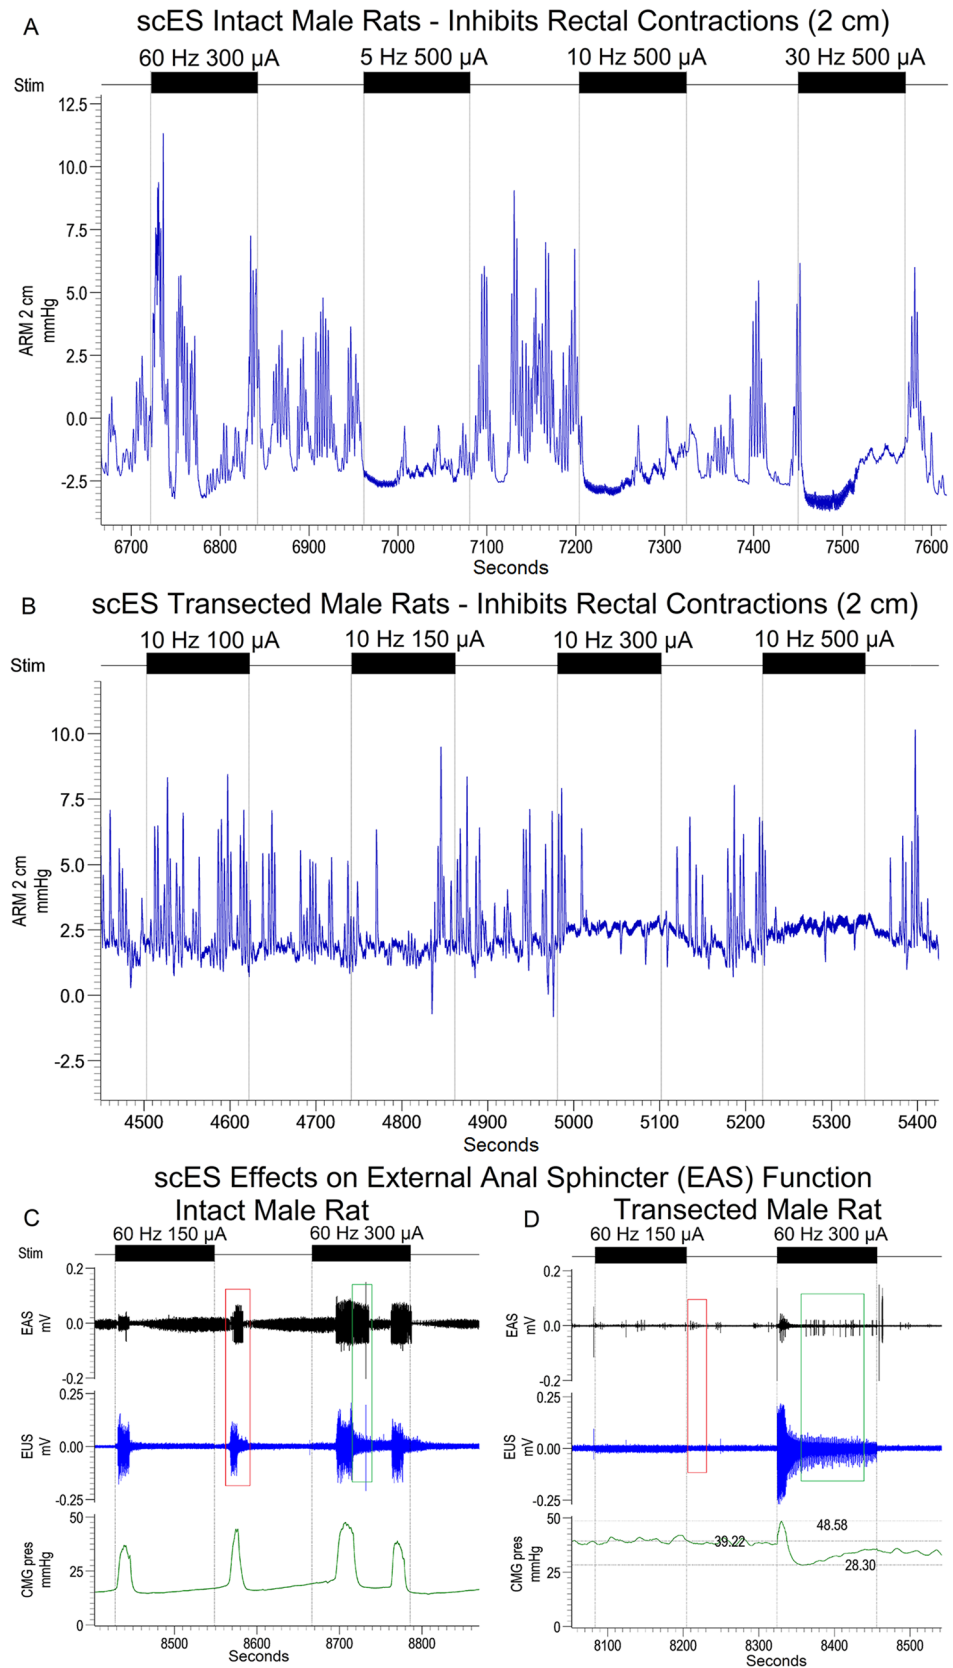 A
scES Intact Male Rats - Inhibits Rectal Contractions (2 cm)
60 Hz 300 µA 5 Hz 500 µA 10 Hz 500 µA 30 Hz 500 µA
Stim
12.5
10.0
7.5
5.0
2.5
0.0
-2.5
ARM 2 cm
mmHg
6700 6800 6900 7000 7100 7200 7300 7400 7500 7600
Seconds
B
scES Transected Male Rats - Inhibits Rectal Contractions (2 cm)
10 Hz 100 µA 10 Hz 150 µA 10 Hz 300 µA 10 Hz 500 µA
Stim
10.0
7.5
5.0
2.5
0.0
-2.5
ARM 2 cm
mmHg
4500 4600 4700 4800 4900 5000 5100 5200 5300 5400
Seconds
scES Effects on External Anal Sphincter (EAS) Function
C
Intact Male Rat
60 Hz 150 µA 60 Hz 300 µA
Stim
0.2
0.0
-0.2
EAS
mV
0.25
0.00
-0.25
EUS
mV
50
25
0
CMG pres
mmHg
8500 8600 8700 8800
Seconds
D
Transected Male Rat
60 Hz 150 µA 60 Hz 300 µA
0.2
0.0
-0.2
EAS
mV
0.25
0.00
-0.25
EUS
mV
50
25
0
CMG pres
mmHg
48.58
39.22
28.30
8100 8200 8300 8400 8500
Seconds